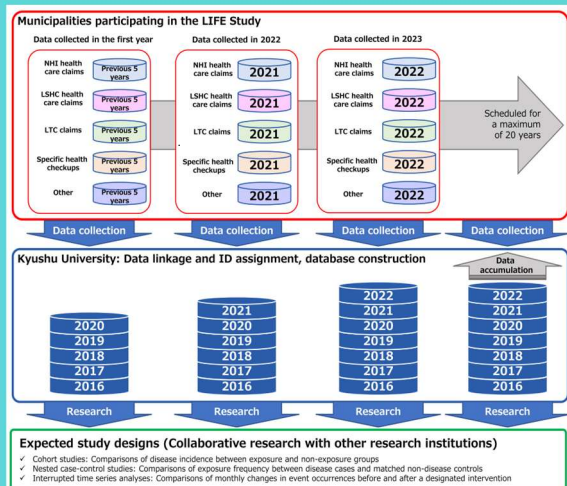 Municipalities participating in the LIFE Study
Data collected in the first year
NHI health
care claims
Previous 5
years
LSHC health
care claims
Previous 5
years
LTC claims
Previous 5
years
Specific health
checkups
Previous 5
years
Other
Previous 5
years
Data collected in 2022
NHI health
care claims
2021
LSHC health
care claims
2021
LTC claims
2021
Specific health
checkups
2021
Other
2021
Data collected in 2023
NHI health
care claims
2022
LSHC health
care claims
2022
LTC claims
2022
Specific health
checkups
2022
Other
2022
Scheduled for
a maximum
of 20 years
Data collection
Data collection
Data collection
Data collection
Kyushu University: Data linkage and ID assignment, database construction
Data
accumulation
2020
2019
2018
2017
2016
2021
2020
2019
2018
2017
2016
2022
2021
2020
2019
2018
2017
2016
2022
2021
2020
2019
2018
2017
2016
Research
Research
Research
Research
Expected study designs (Collaborative research with other research institutions)
✓ Cohort studies: Comparisons of disease incidence between exposure and non-exposure groups
✓ Nested case-control studies: Comparisons of exposure frequency between disease cases and matched non-disease controls
✓ Interrupted time series analyses: Comparisons of monthly changes in event occurrences before and after a designated intervention